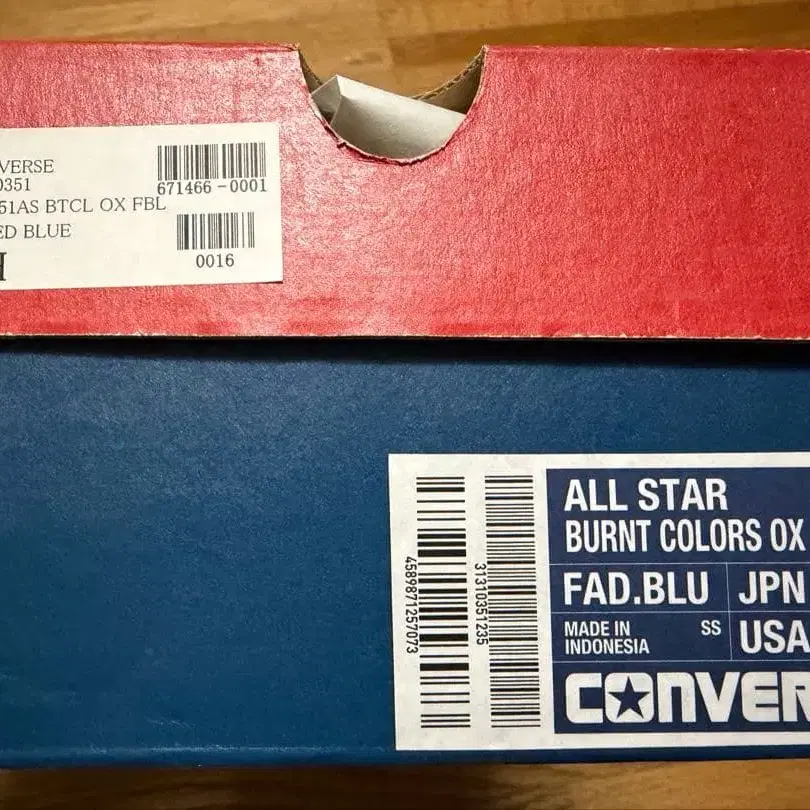 VERSE
0351
671466-0001
51AS BTCL OX FBL
ED BLUE
0016
ALL STAR
BURNT COLORS OX
FAD.BLU
JPN
MADE IN
INDONESIA
SS
USA
CONVER
4589871257073
31310351235